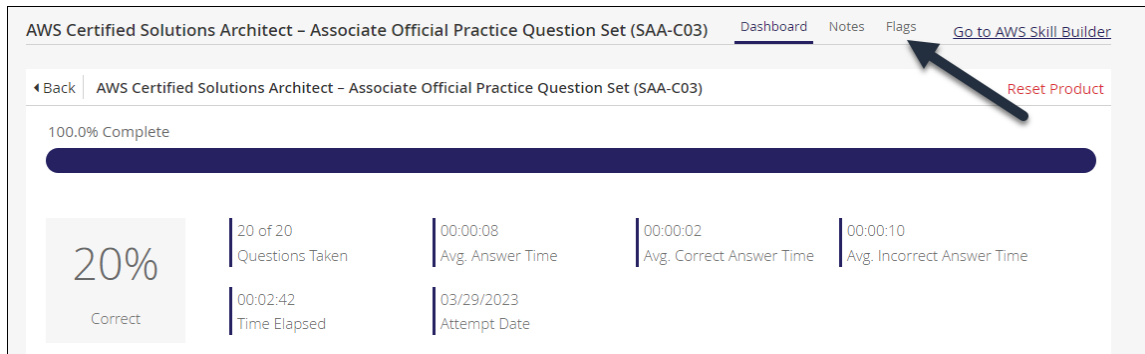 AWS Certified Solutions Architect – Associate Official Practice Question Set (SAA-C03) Dashboard Notes Flags Go to AWS Skill Builder
Back AWS Certified Solutions Architect – Associate Official Practice Question Set (SAA-C03) Reset Product
100.0% Complete
20%
Correct
20 of 20
Questions Taken
00:00:08
Avg. Answer Time
00:00:02
Avg. Correct Answer Time
00:00:10
Avg. Incorrect Answer Time
00:02:42
Time Elapsed
03/29/2023
Attempt Date